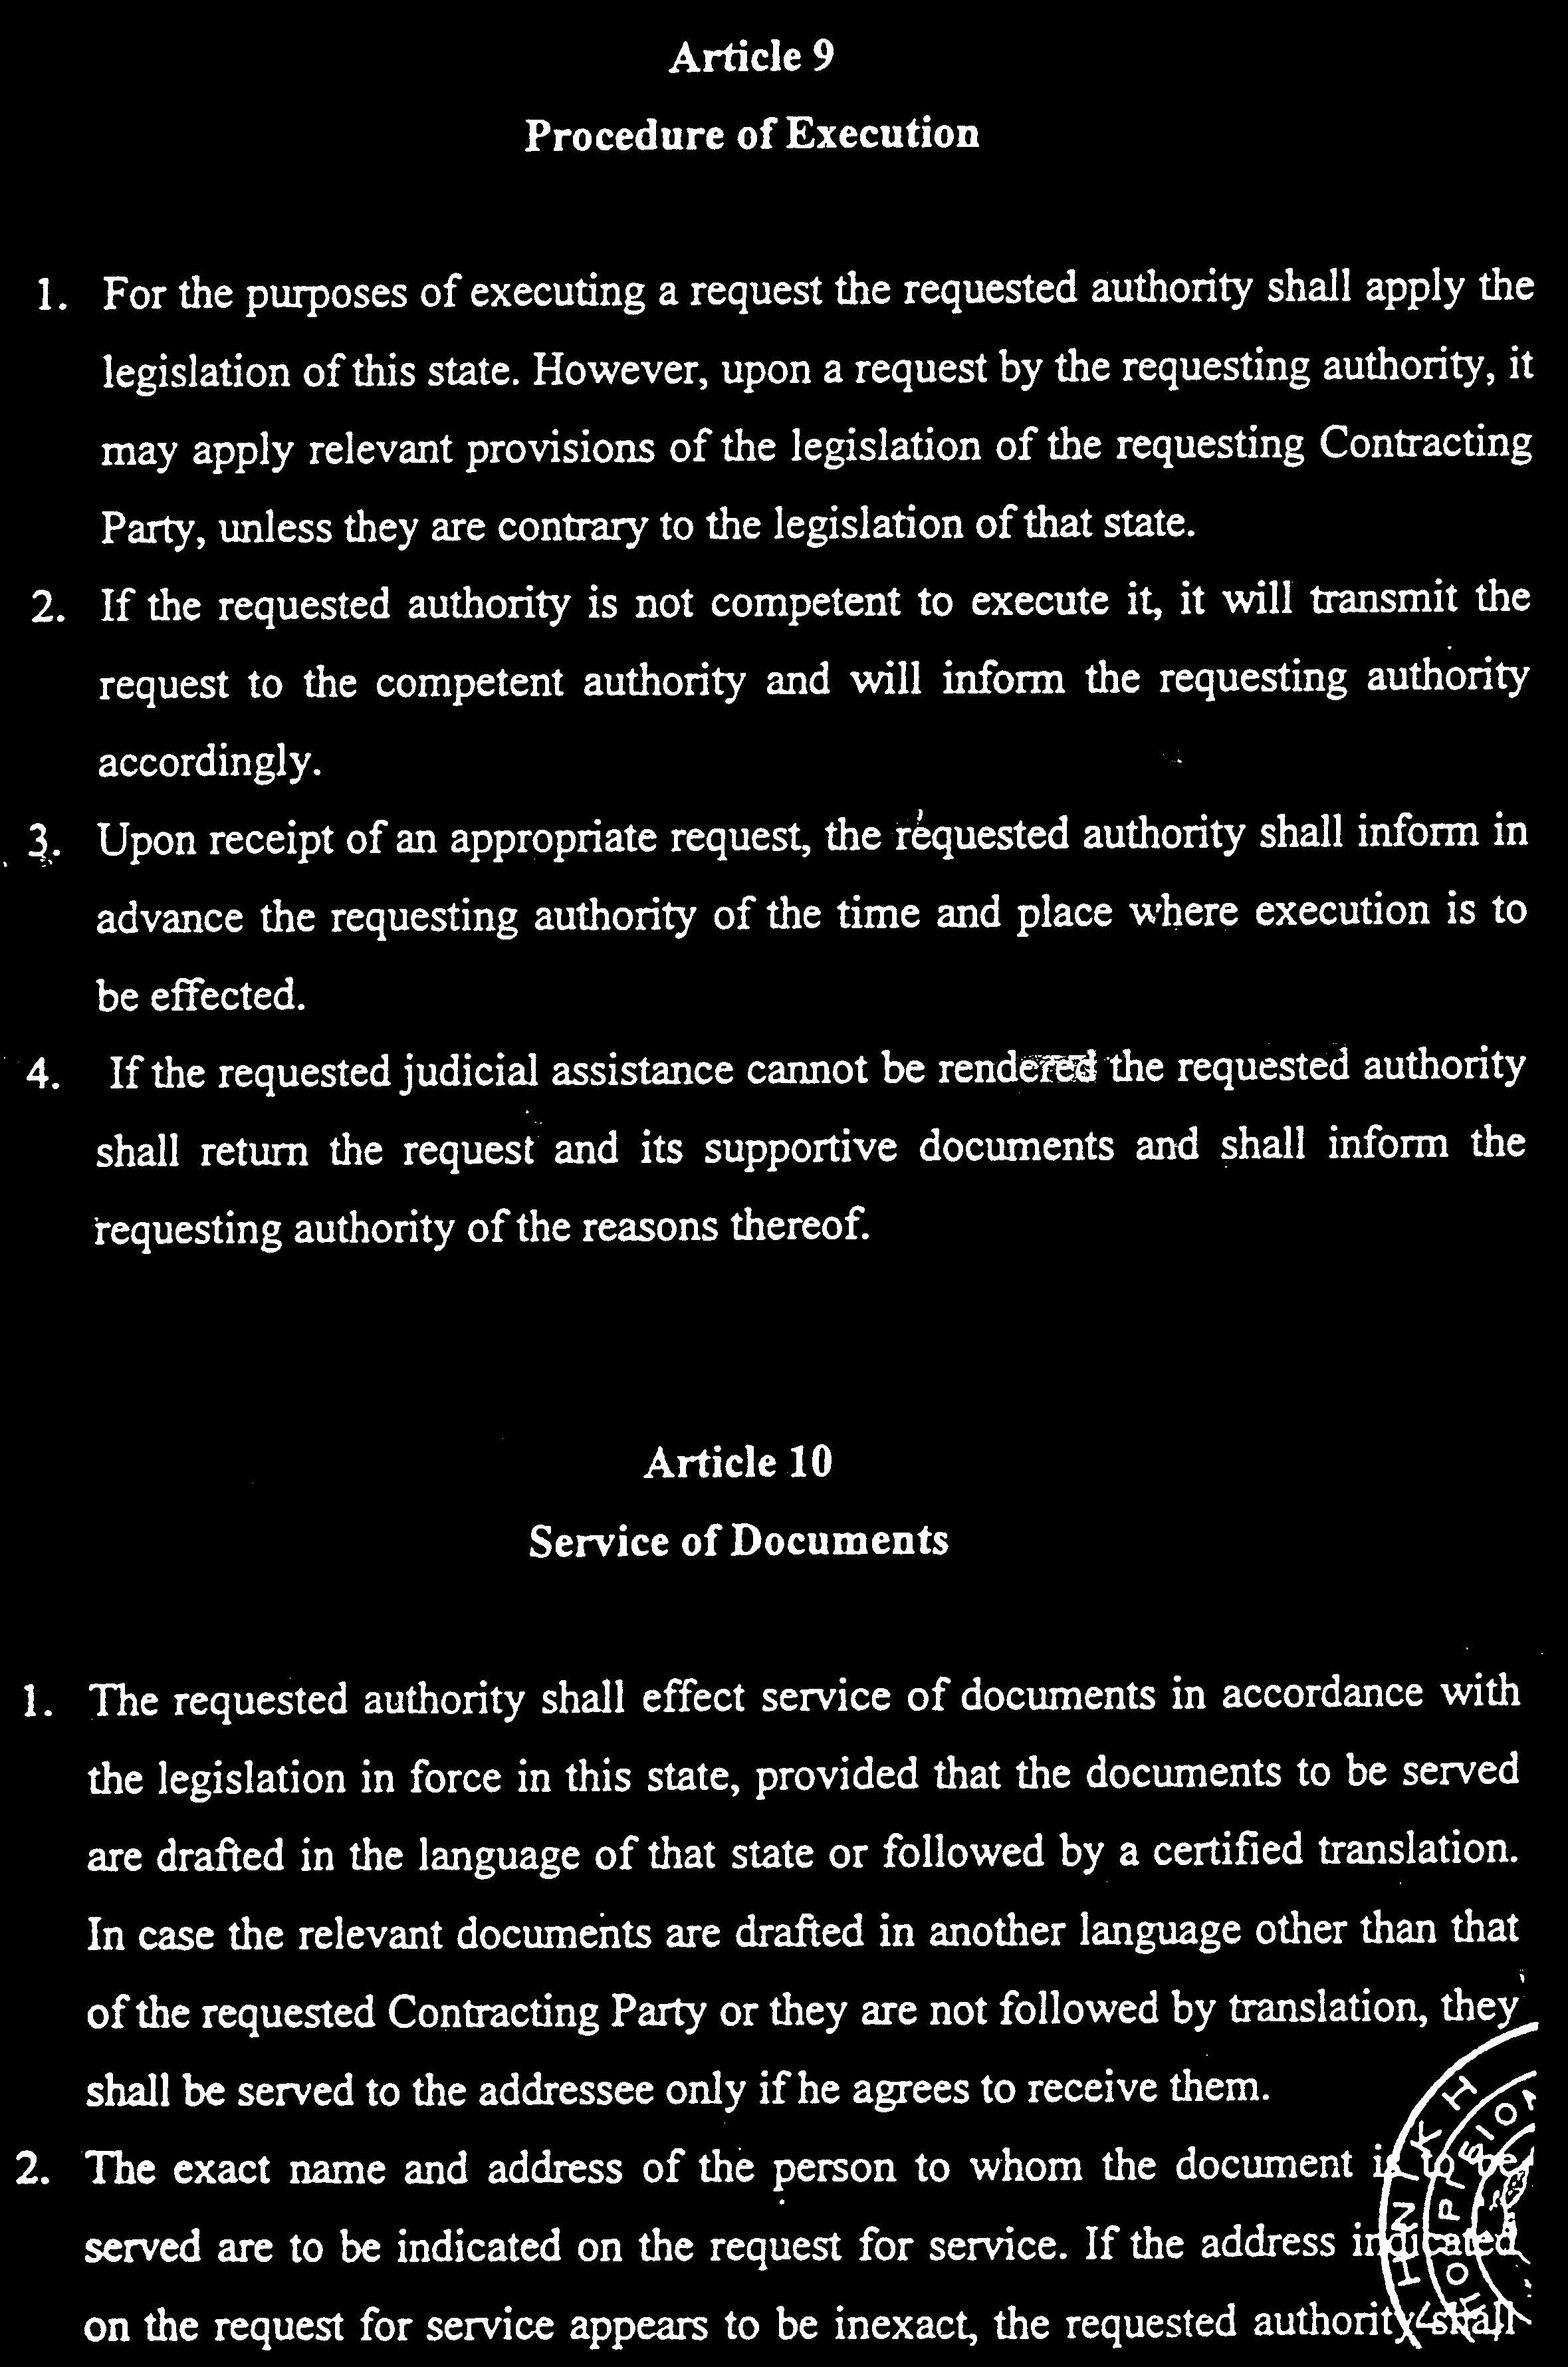 Article 9
Procedure of Execution
1. For the purposes of executing a request the requested authority shall apply the
legislation of this state. However, upon a request by the requesting authority, it
may apply relevant provisions of the legislation of the requesting Contracting
Party, unless they are contrary to the legislation of that state.
2. If the requested authority is not competent to execute it, it will transmit the
request to the competent authority and will inform the requesting authority
accordingly.
3. Upon receipt of an appropriate request, the requested authority shall inform in
advance the requesting authority of the time and place where execution is to
be effected.
4. If the requested judicial assistance cannot be rendered the requested authority
shall return the request and its supportive documents and shall inform the
requesting authority of the reasons thereof.
Article 10
Service of Documents
1. The requested authority shall effect service of documents in accordance with
the legislation in force in this state, provided that the documents to be served
are drafted in the language of that state or followed by a certified translation.
In case the relevant documents are drafted in another language other than that
of the requested Contracting Party or they are not followed by translation, they
shall be served to the addressee only if he agrees to receive them.
2. The exact name and address of the person to whom the document is to be
served are to be indicated on the request for service. If the address indicated
on the request for service appears to be inexact, the requested authority shall